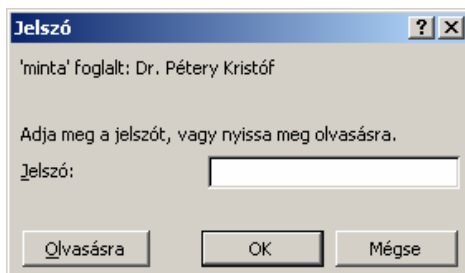 Jelszó
'minta' foglalt: Dr. Pétery Kristóf
Adja meg a jelszót, vagy nyissa meg olvasásra.
Jelszó:
Olvasásra OK Mégse